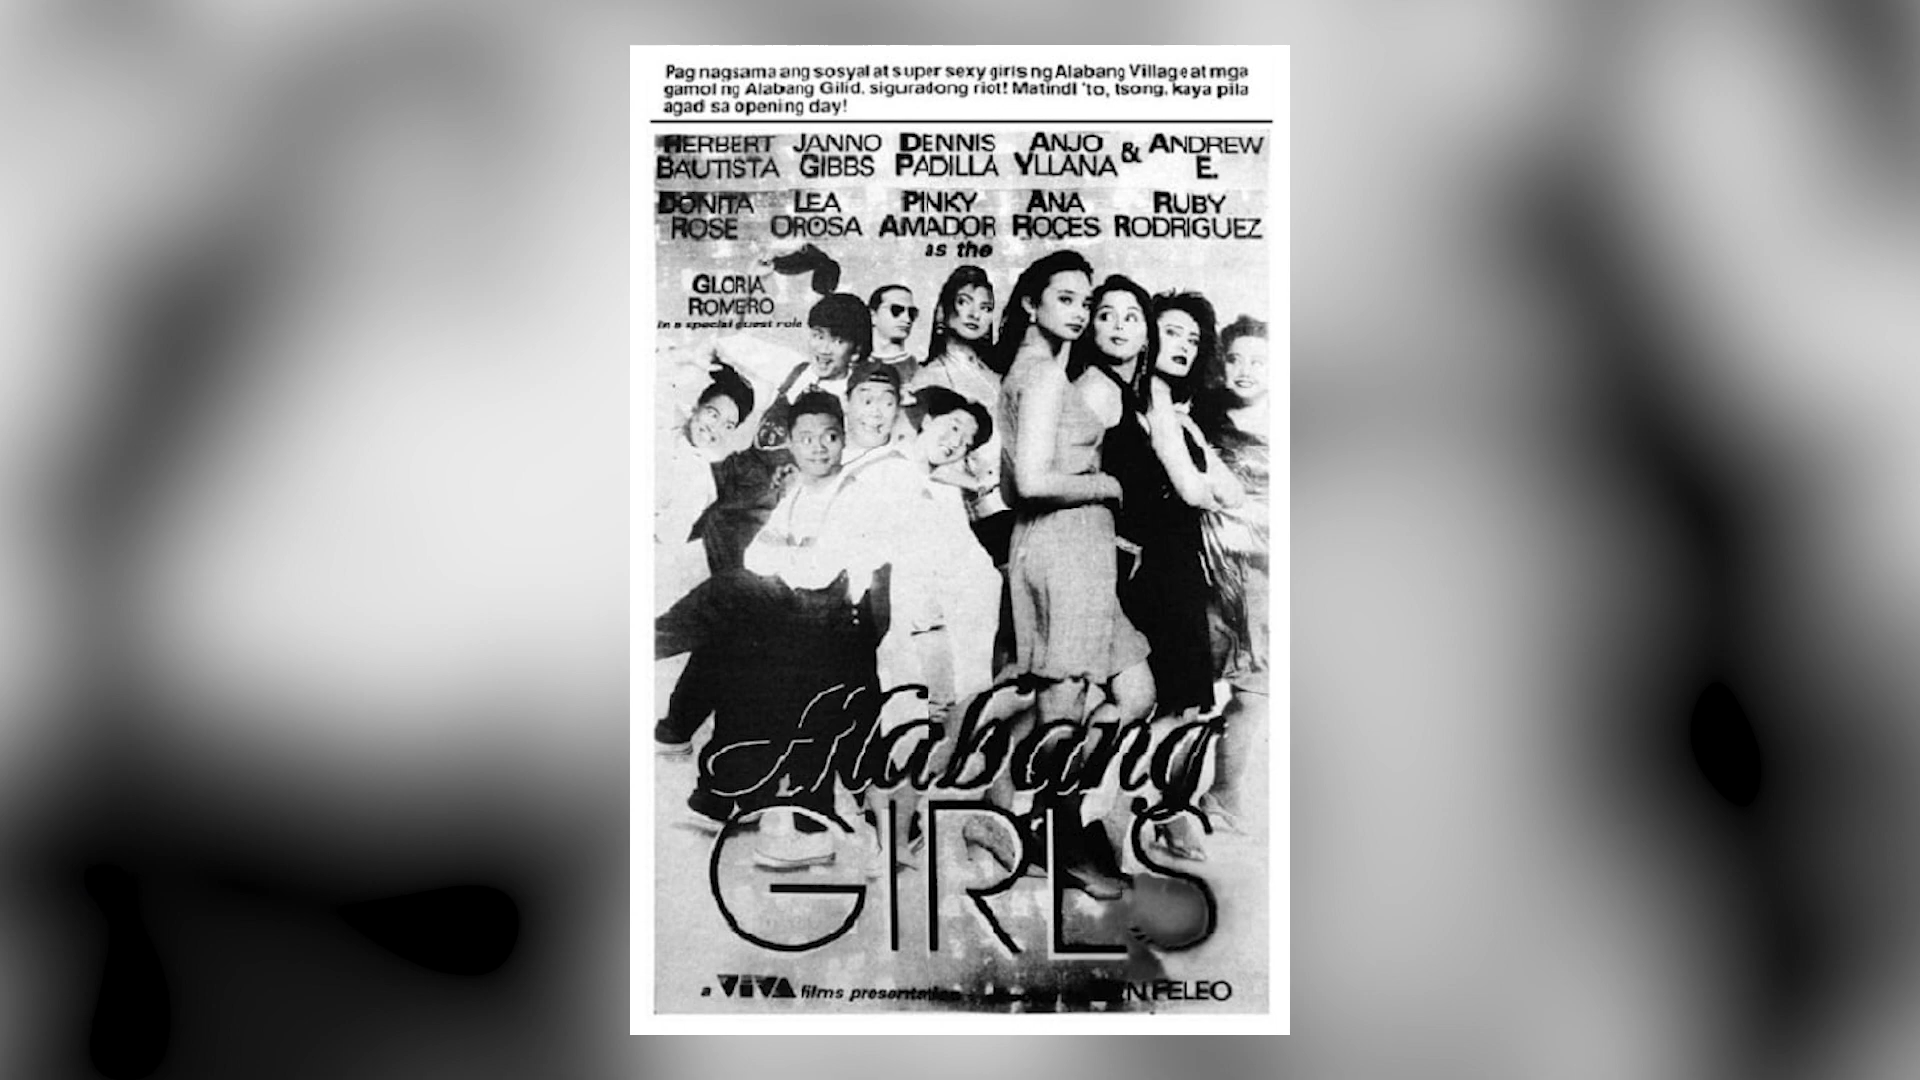 Pag nagsama ang sosyal at super sexy girls ng Alabang Village at mga
gamol ng Alabang Gilid, siguradong riot! Matindi 'to, tsong, kaya pila
agad sa opening day!
HERBERT BAUTISTA JANNO GIBBS DENNIS PADILLA ANJO YLLANA & ANDREW E.
DONITA ROSE LEA OROSA PINKY AMADOR ANA ROCES RUBY RODRIGUEZ
as the
GLORIA
ROMERO
in a special guest role
Alabang
GIRLS
a VIVA films presentation FELEO